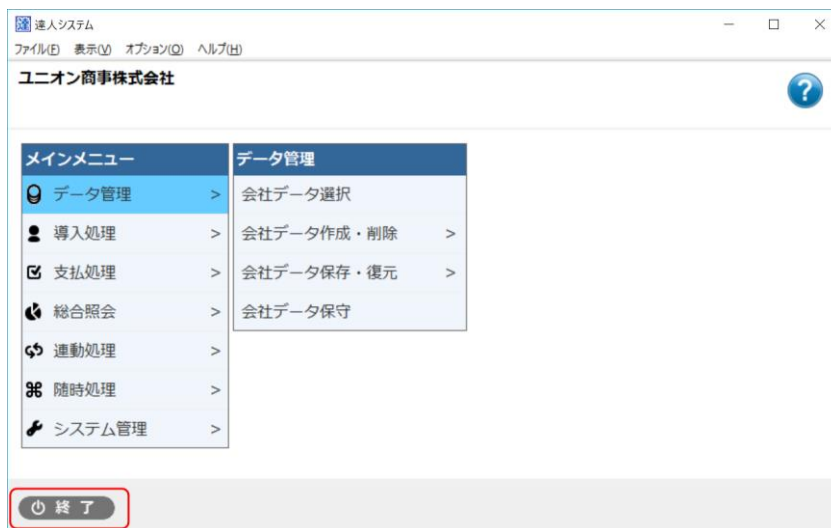 達人システム
ファイル(F) 表示(V) オプション(O) ヘルプ(H)
ユニオン商事株式会社
?
メインメニュー
データ管理 >
導入処理 >
支払処理 >
総合照会 >
連動処理 >
随時処理 >
システム管理 >
データ管理
会社データ選択
会社データ作成・削除 >
会社データ保存・復元 >
会社データ保守
終了